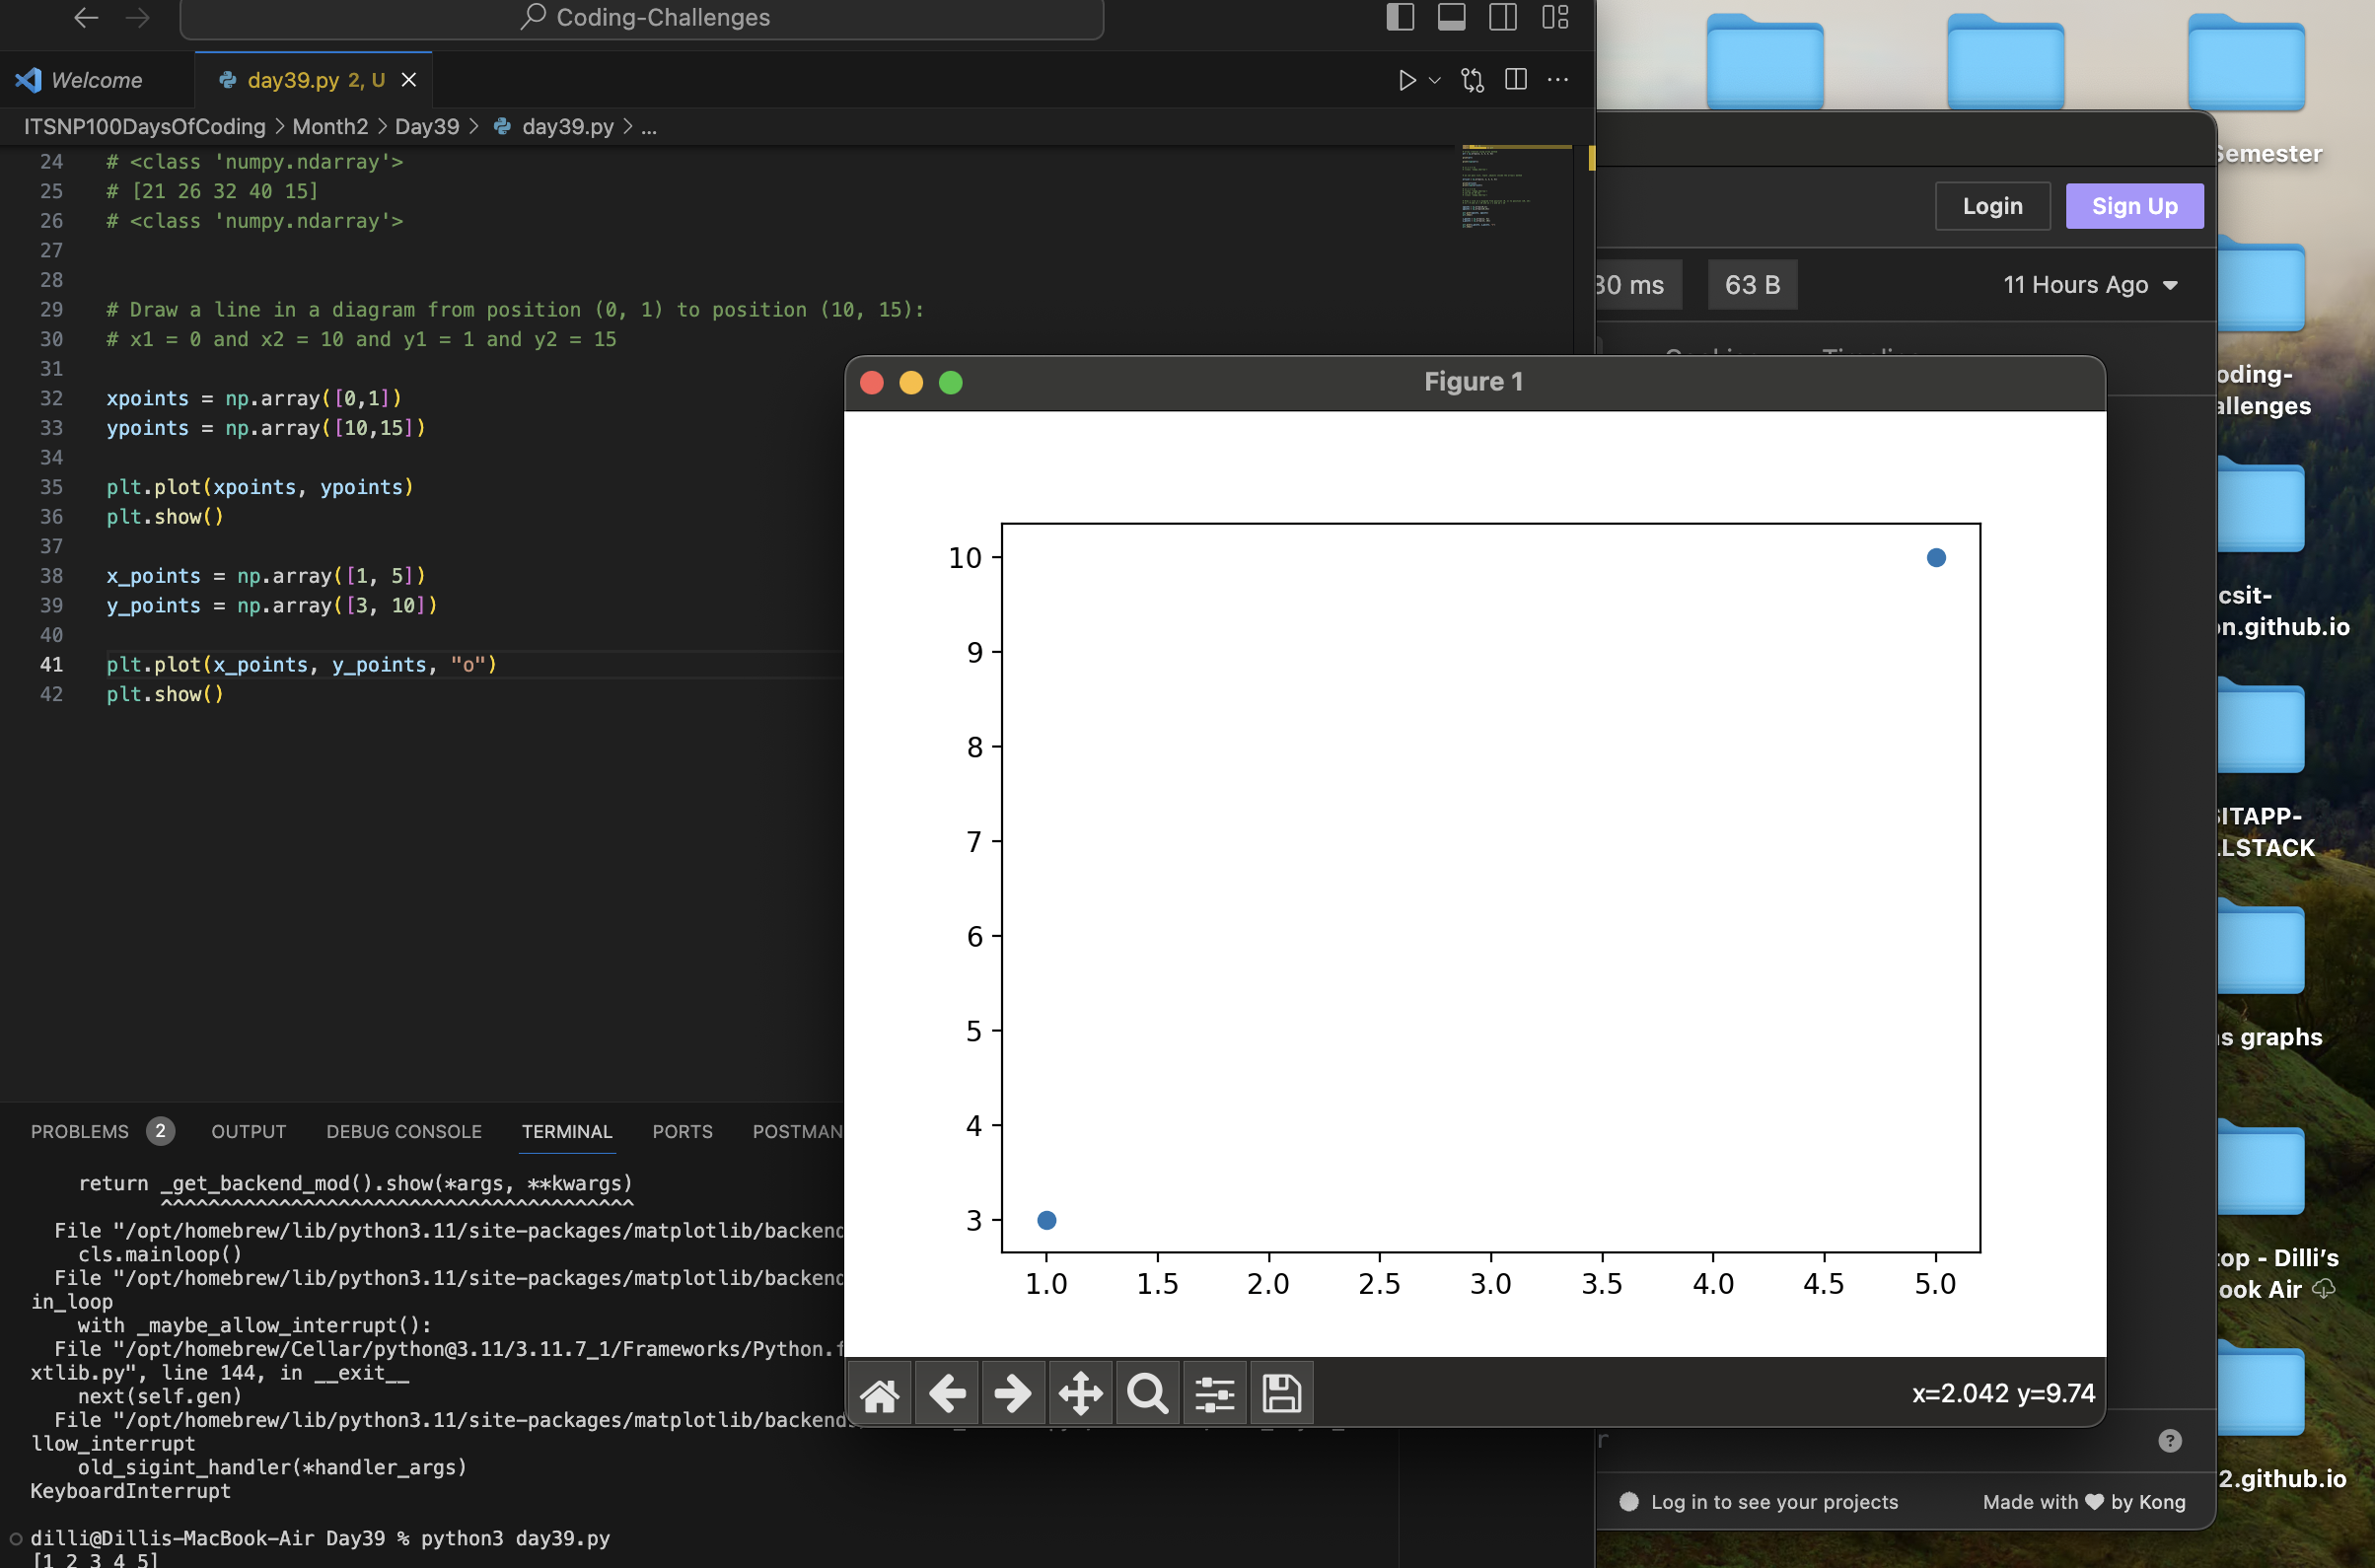 Coding-Challenges
Welcome
day39.py 2, U
ITSNP100DaysOfCoding > Month2 > Day39 > day39.py > ...
24 # <class 'numpy.ndarray'>
25 # [21 26 32 40 15]
26 # <class 'numpy.ndarray'>
27
28
29 # Draw a line in a diagram from position (0, 1) to position (10, 15):
30 # x1 = 0 and x2 = 10 and y1 = 1 and y2 = 15
31
32 xpoints = np.array([0,1])
33 ypoints = np.array([10,15])
34
35 plt.plot(xpoints, ypoints)
36 plt.show()
37
38 x_points = np.array([1, 5])
39 y_points = np.array([3, 10])
40
41 plt.plot(x_points, y_points, "o")
42 plt.show()
PROBLEMS 2 OUTPUT DEBUG CONSOLE TERMINAL PORTS POSTMAN
return _get_backend_mod().show(*args, **kwargs)
^^^^^^^^^^^^^^^^^^^^^^^^^^^^^^^^^^^^^^^^
File "/opt/homebrew/lib/python3.11/site-packages/matplotlib/backend
cls.mainloop()
File "/opt/homebrew/lib/python3.11/site-packages/matplotlib/backend
in_loop
with _maybe_allow_interrupt():
File "/opt/homebrew/Cellar/python@3.11/3.11.7_1/Frameworks/Python.f
xtlib.py", line 144, in __exit__
next(self.gen)
File "/opt/homebrew/lib/python3.11/site-packages/matplotlib/backend
llow_interrupt
old_sigint_handler(*handler_args)
KeyboardInterrupt
dilli@Dillis-MacBook-Air Day39 % python3 day39.py
[1 2 3 4 5]
Figure 1
10
9
8
7
6
5
4
3
1.0 1.5 2.0 2.5 3.0 3.5 4.0 4.5 5.0
x=2.042 y=9.74
Login Sign Up
30 ms 63 B 11 Hours Ago
Log in to see your projects
Made with ❤ by Kong
Semester
oding-
allenges
csit-
on.github.io
SITAPP-
LLSTACK
s graphs
top - Dilli's
ook Air
2.github.io